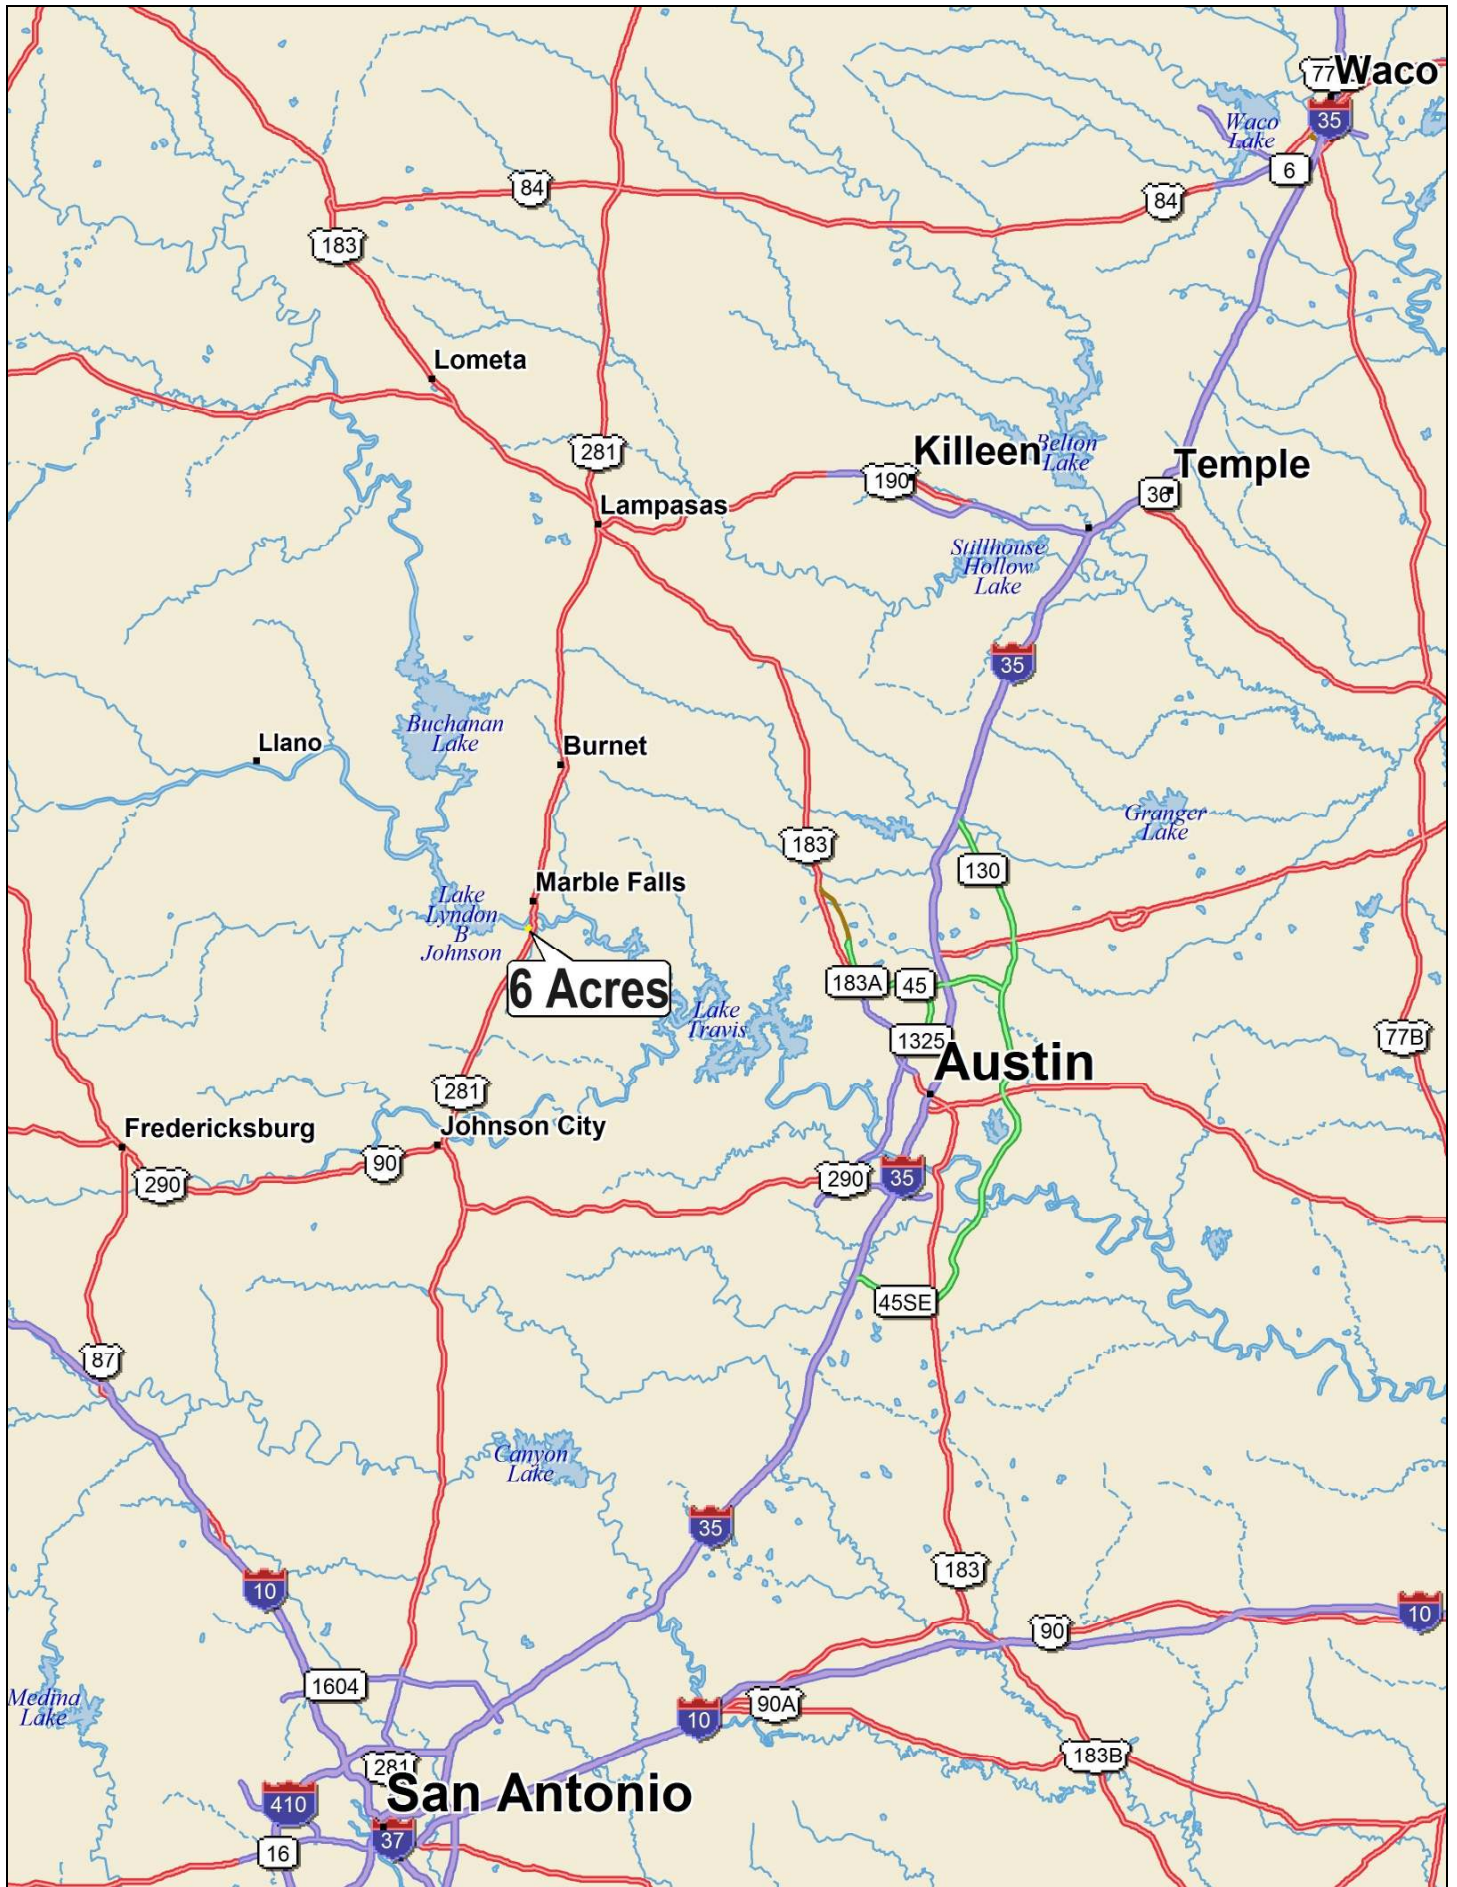 77
Waco
35
Waco
Lake
6
84
84
183
Lometa
281
Killeen
Belton
Lake
190
Temple
36
Lampasas
Stillhouse
Hollow
Lake
35
Buchanan
Lake
Llano
Burnet
Granger
Lake
183
130
Marble Falls
Lake
Lyndon
B
Johnson
6 Acres
183A
45
Lake
Travis
1325
77B
Austin
281
Fredericksburg
Johnson City
90
290
290
35
45SE
87
Canyon
Lake
35
183
10
10
90
1604
Medina
Lake
10
90A
183B
281
San Antonio
410
37
16